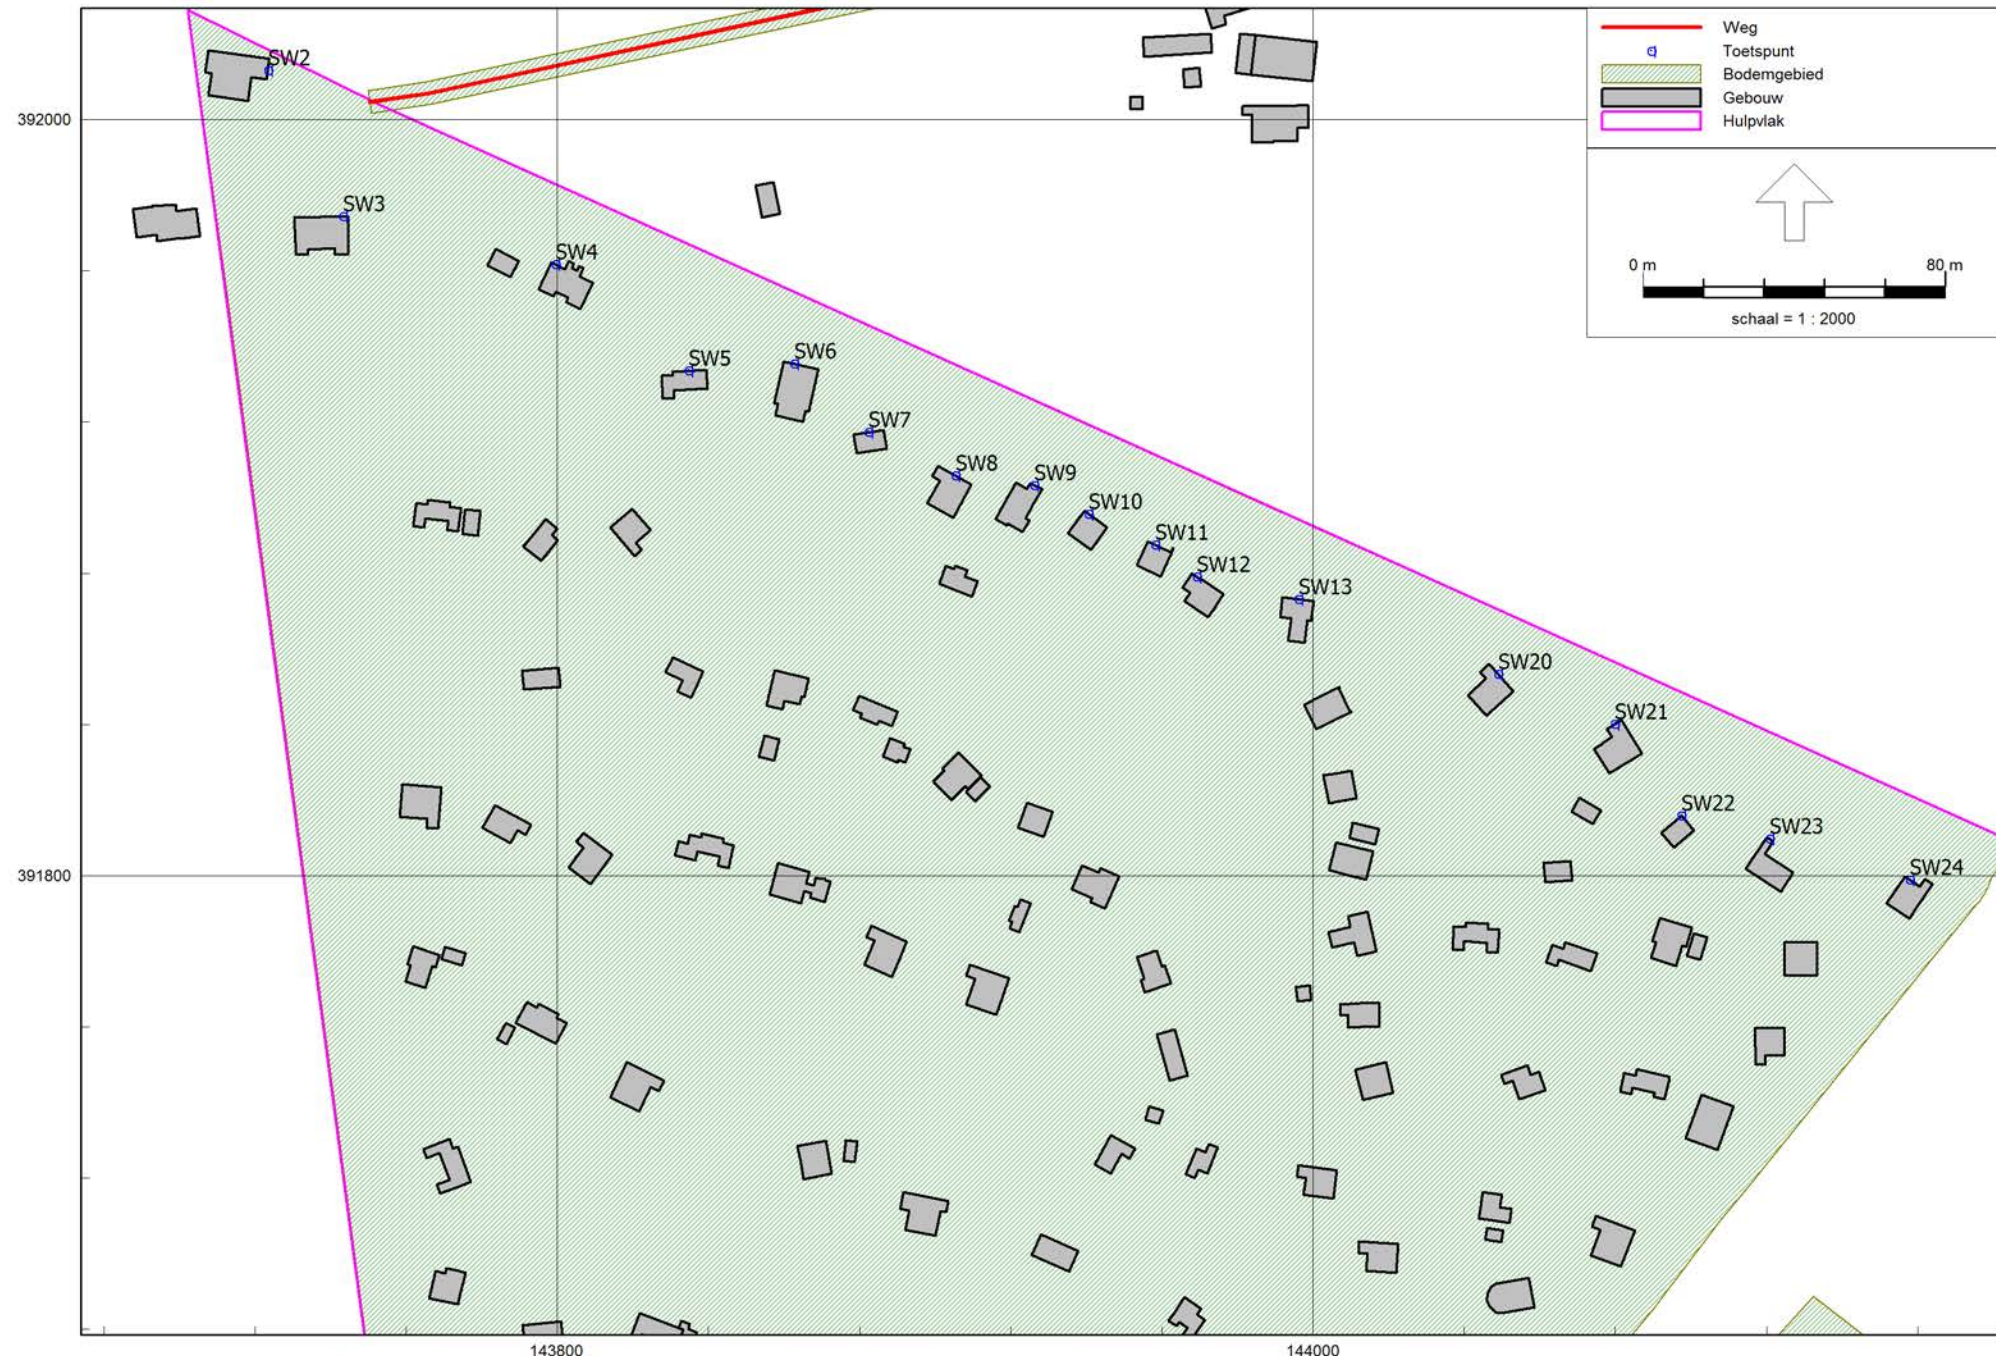 Weg
Toetspunt
Bodemgebied
Gebouw
Hulpvlak
0 m 80 m
schaal = 1 : 2000
392000
391800
143800 144000
SW2
SW3
SW4
SW5
SW6
SW7
SW8
SW9
SW10
SW11
SW12
SW13
SW20
SW21
SW22
SW23
SW24